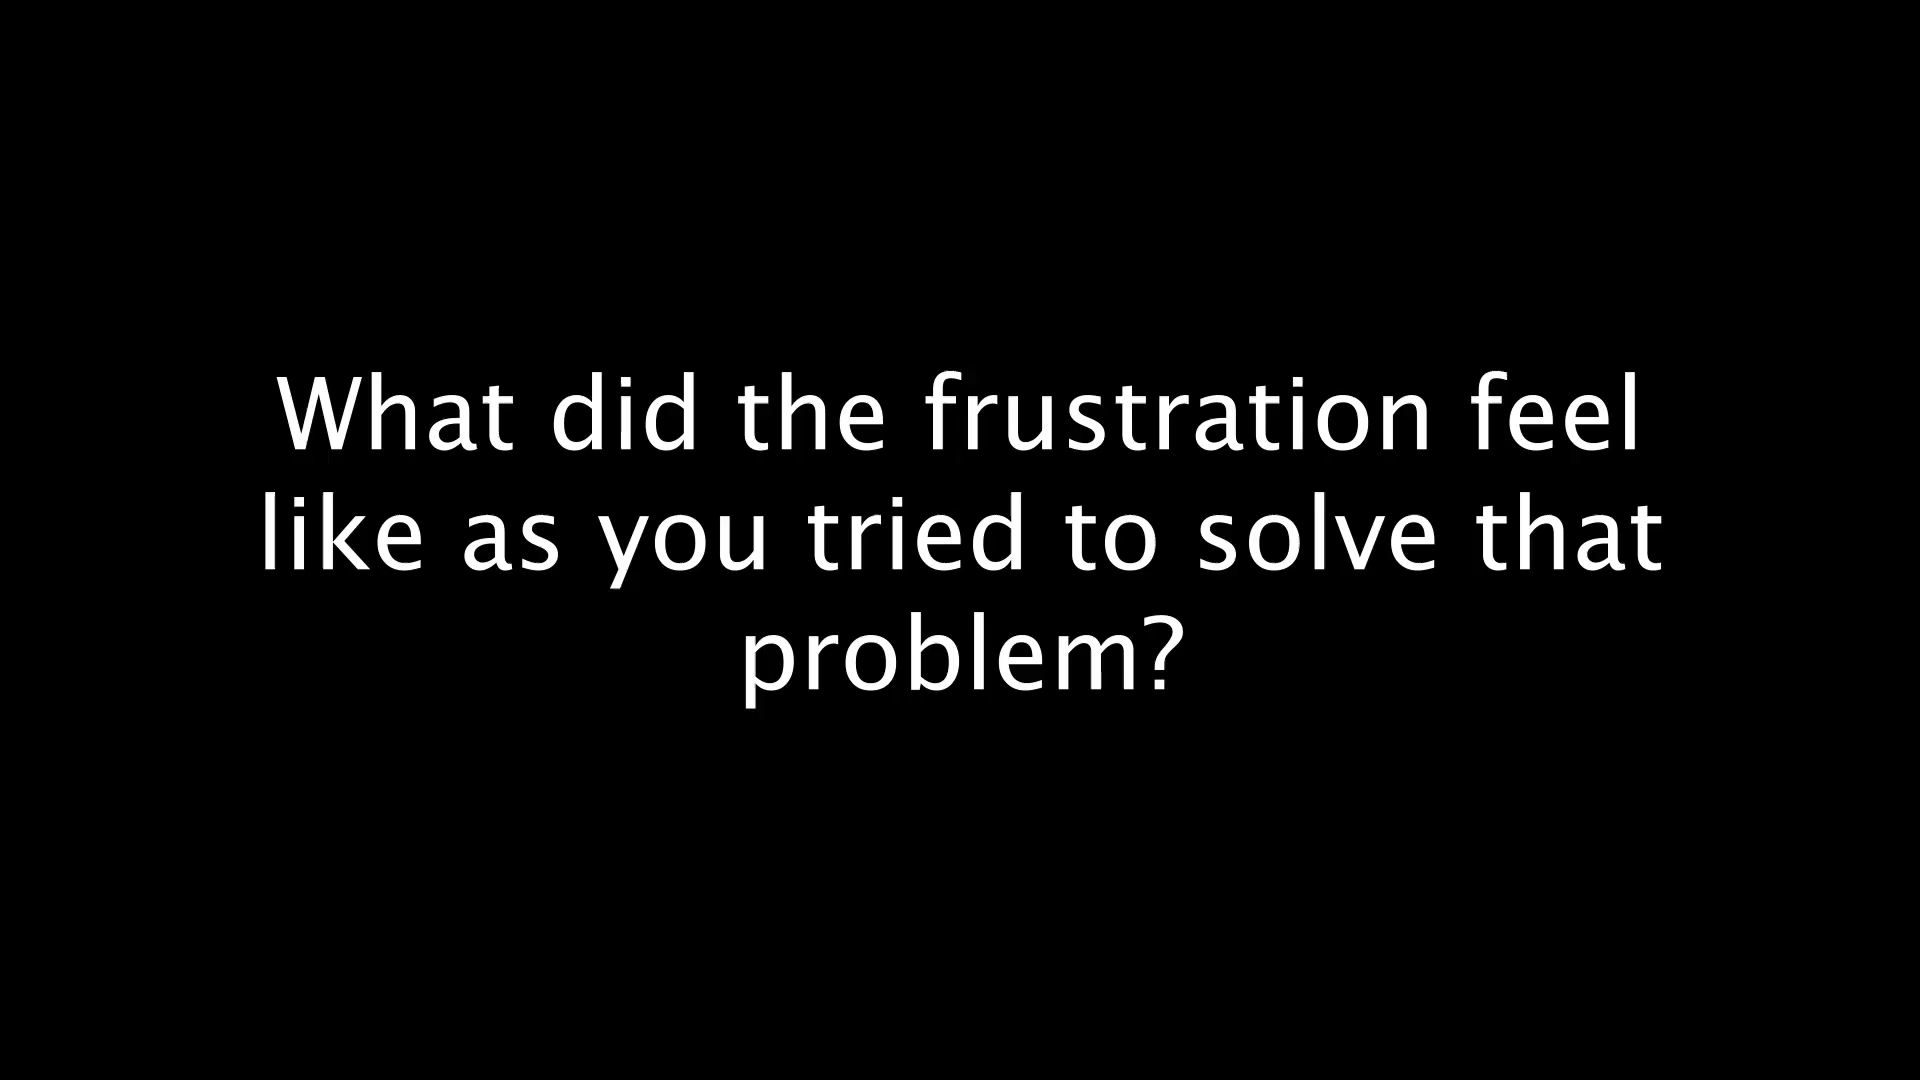 What did the frustration feel
like as you tried to solve that
problem?